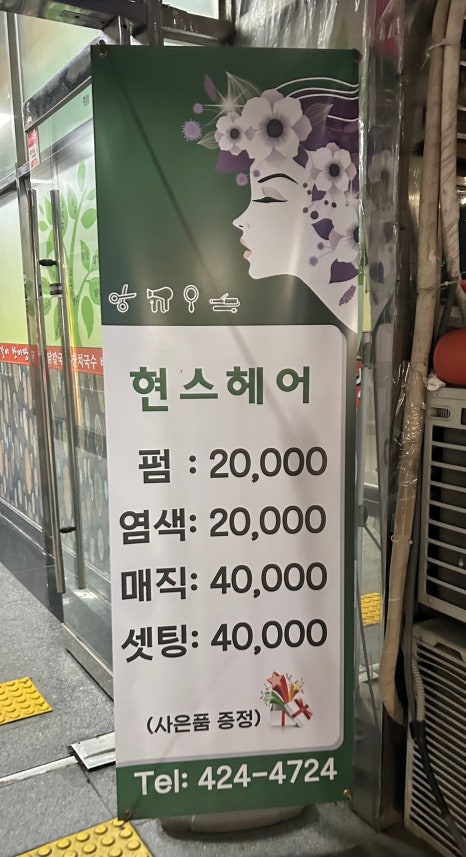 현스헤어
펌 : 20,000
염색: 20,000
매직: 40,000
셋팅: 40,000
(사은품 증정)
Tel: 424-4724